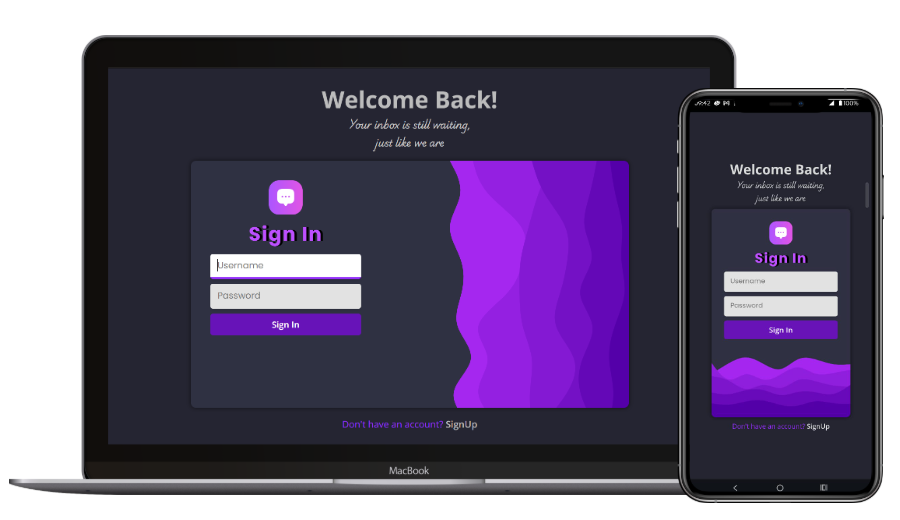 Welcome Back!
Your inbox is still waiting,
just like we are
Sign In
Username
Password
Sign In
Don't have an account? SignUp
MacBook
100%
Welcome Back!
Your inbox is still waiting,
just like we are
Sign In
Username
Password
Sign In
Don't have an account? SignUp